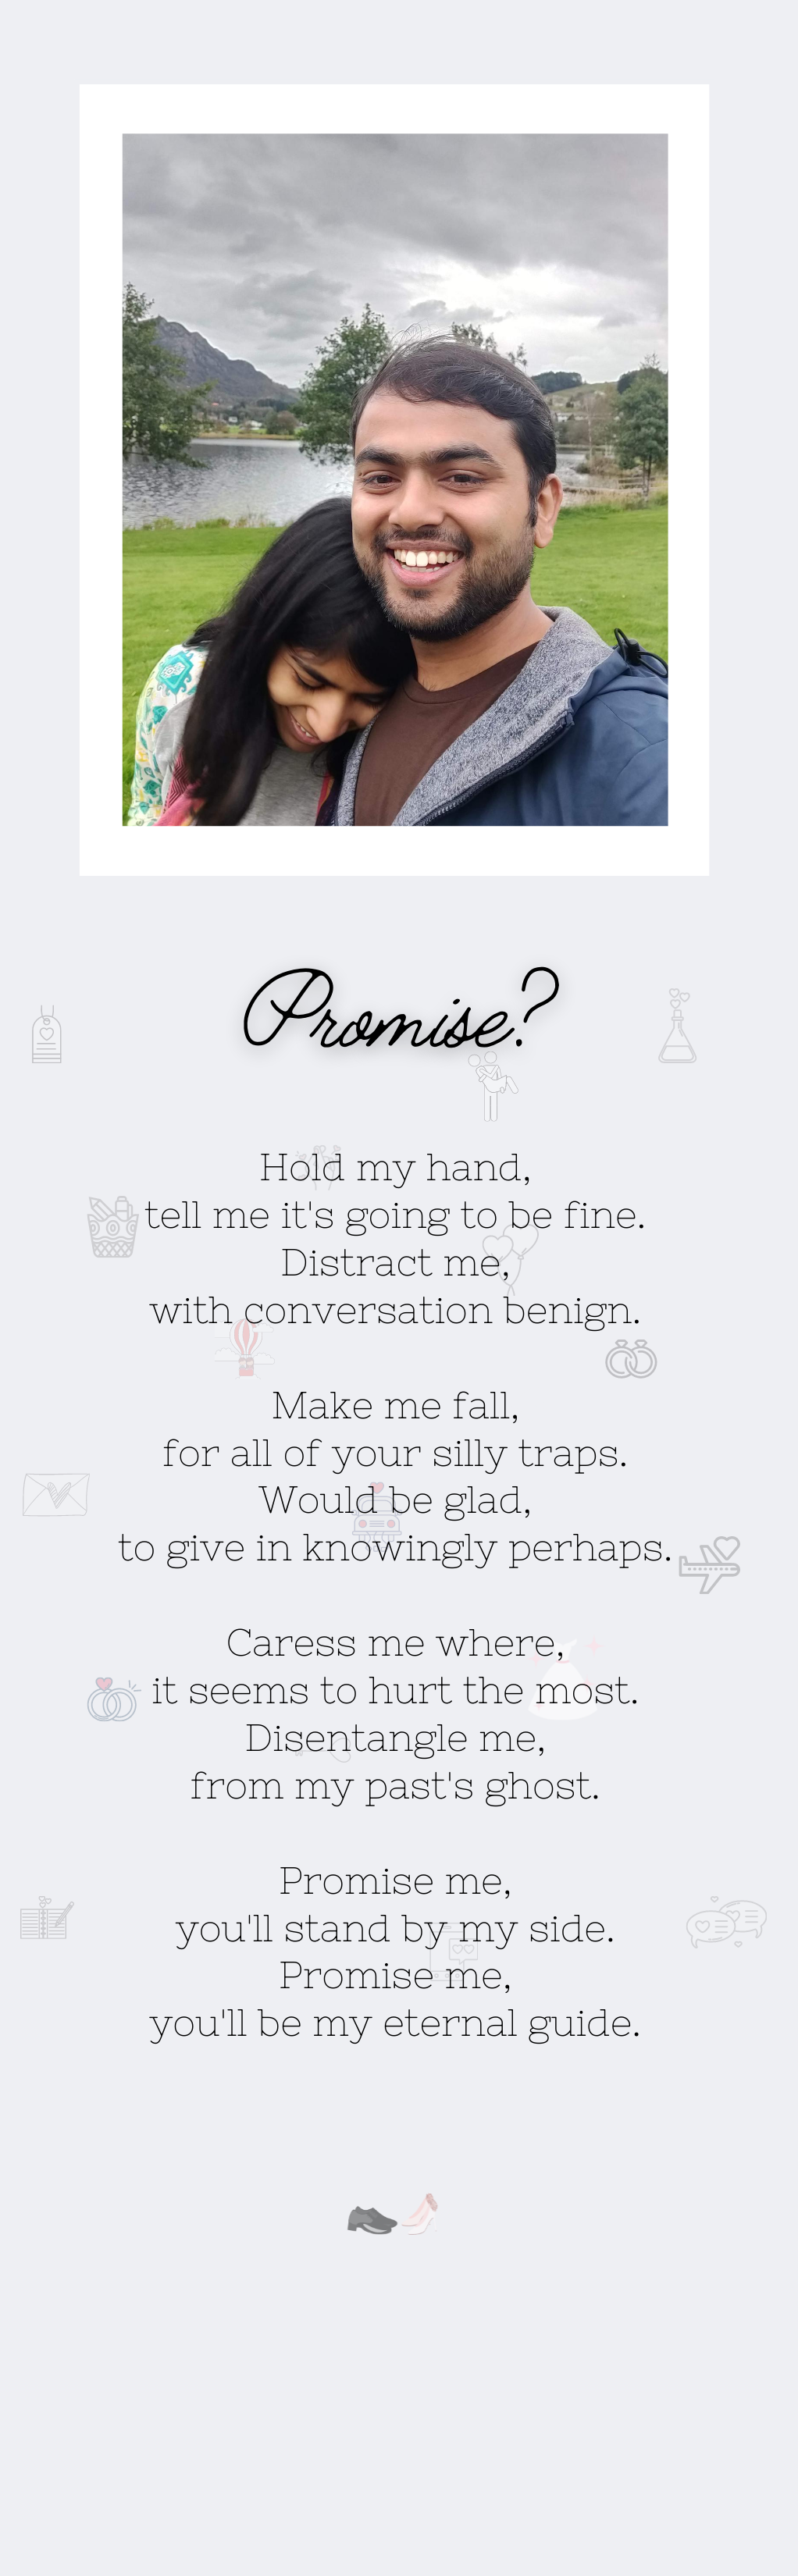 Promise?
Hold my hand,
tell me it's going to be fine.
Distract me,
with conversation benign.
Make me fall,
for all of your silly traps.
Would be glad,
to give in knowingly perhaps.
Caress me where,
it seems to hurt the most.
Disentangle me,
from my past's ghost.
Promise me,
you'll stand by my side.
Promise me,
you'll be my eternal guide.